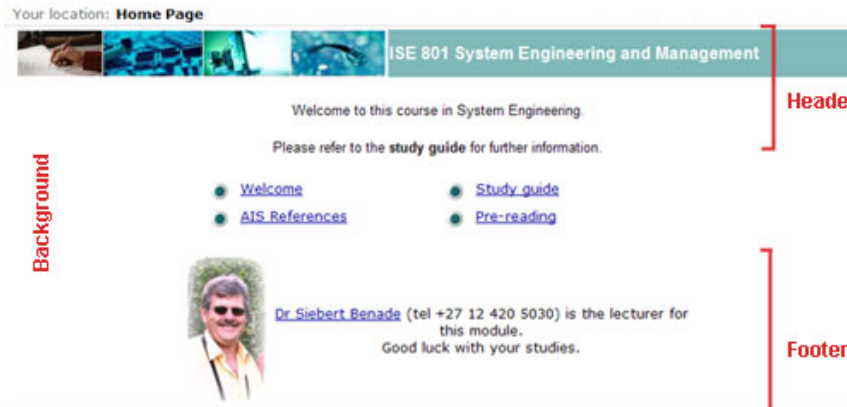 Your location: Home Page
ISE 801 System Engineering and Management
Heade
Welcome to this course in System Engineering.
Please refer to the study guide for further information.
Background
Welcome
Study guide
AIS References
Pre-reading
Dr Siebert Benade (tel +27 12 420 5030) is the lecturer for
this module.
Good luck with your studies.
Footer